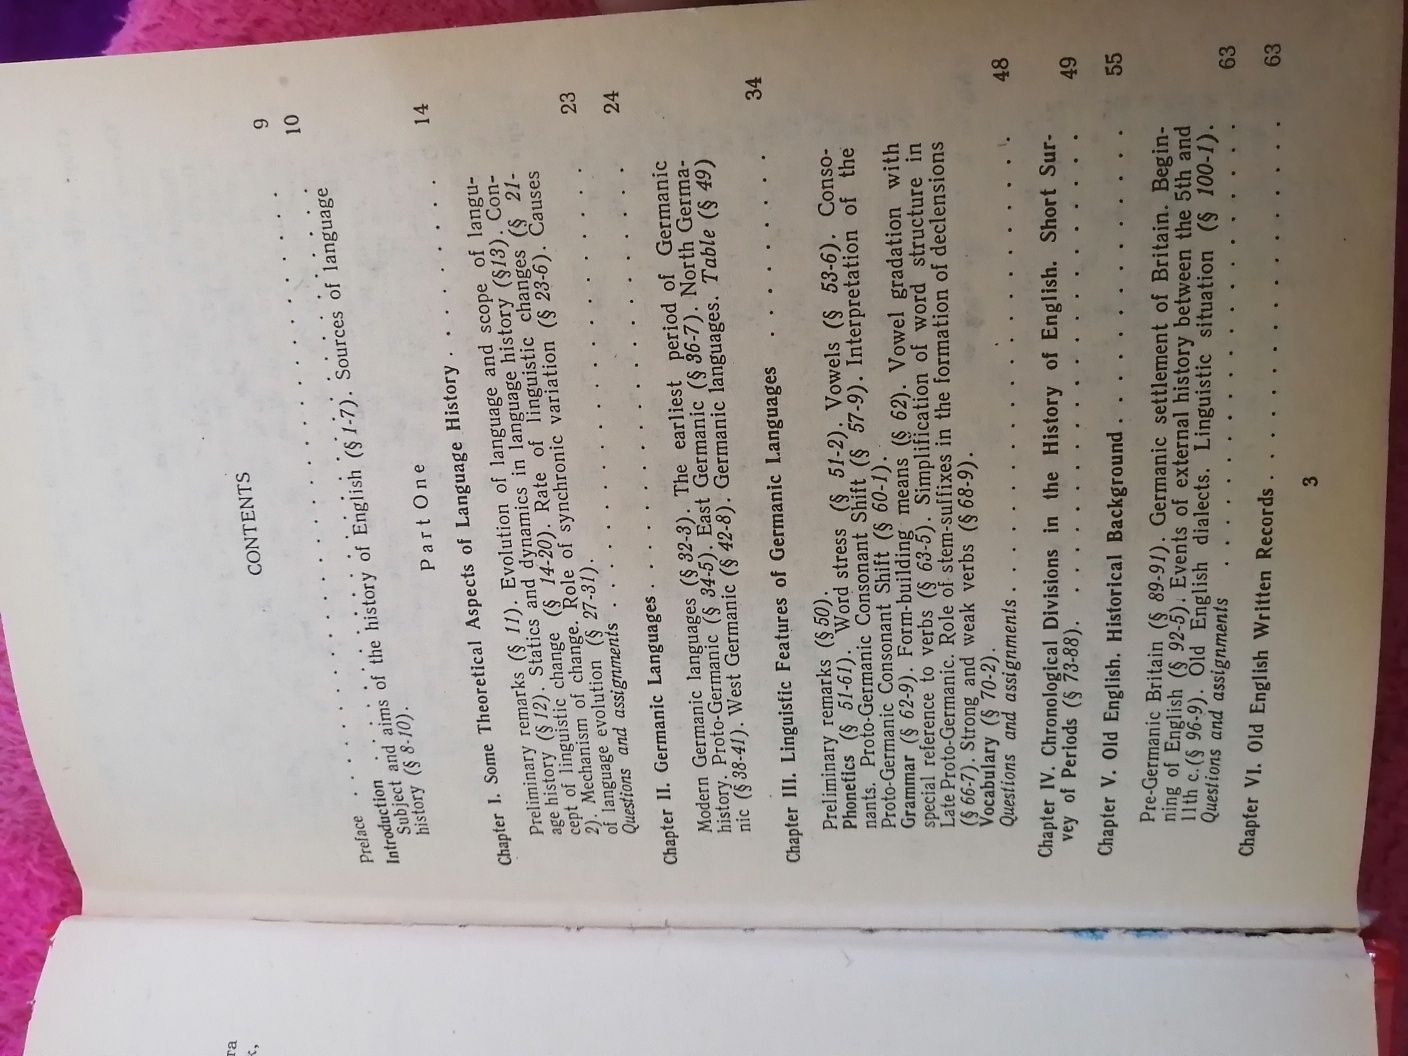 CONTENTS
Preface . . . . . . . . . . . . . . . . . . . . . 9
Introduction . . . . . . . . . . . . . . . . . . . 10
Subject and aims of the history of English (§ 1-7). Sources of language
history (§ 8-10).
Part One
Chapter I. Some Theoretical Aspects of Language History . . . . . . . 14
Preliminary remarks (§ 11). Evolution of language and scope of langu-
age history (§ 12). Statics and dynamics in language history (§13). Con-
cept of linguistic change (§ 14-20). Rate of linguistic changes (§ 21-
2). Mechanism of change. Role of synchronic variation (§ 23-6). Causes
of language evolution (§ 27-31). . . . . . . . . . . . . . . 23
Questions and assignments . . . . . . . . . . . . . . . . . 24
Chapter II. Germanic Languages . . . . . . . . . . . .
Modern Germanic languages (§ 32-3). The earliest period of Germanic
history. Proto-Germanic (§ 34-5). East Germanic (§ 36-7). North Germa-
nic (§ 38-41). West Germanic (§ 42-8). Germanic languages. Table (§ 49)
Chapter III. Linguistic Features of Germanic Languages . . . . . . . 34
Preliminary remarks (§ 50).
Phonetics (§ 51-61). Word stress (§ 51-2). Vowels (§ 53-6). Conso-
nants. Proto-Germanic Consonant Shift (§ 57-9). Interpretation of the
Proto-Germanic Consonant Shift (§ 60-1).
Grammar (§ 62-9). Form-building means (§ 62). Vowel gradation with
special reference to verbs (§ 63-5). Simplification of word structure in
Late Proto-Germanic. Role of stem-suffixes in the formation of declensions
(§ 66-7). Strong and weak verbs (§ 68-9).
Vocabulary (§ 70-2).
Questions and assignments . . . . . . . . . . . . . . . . . 48
Chapter IV. Chronological Divisions in the History of English. Short Sur-
vey of Periods (§ 73-88). . . . . . . . . . . . . . . . . . 49
Chapter V. Old English. Historical Background . . . . . . . . . . . 55
Pre-Germanic Britain (§ 89-91). Germanic settlement of Britain. Begin-
ning of English (§ 92-5). Events of external history between the 5th and
11th c. (§ 96-9). Old English dialects. Linguistic situation (§ 100-1).
Questions and assignments . . . . . . . . . . . . . . . . . 63
Chapter VI. Old English Written Records . . . . . . . . . . . . . 63
3
ra